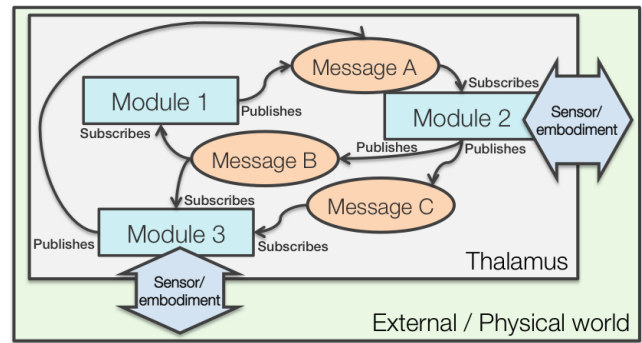 Message A
Subscribes
Module 1
Publishes
Subscribes
Module 2
Sensor/
embodiment
Publishes
Publishes
Message B
Subscribes
Message C
Publishes
Module 3
Subscribes
Sensor/
embodiment
Thalamus
External / Physical world